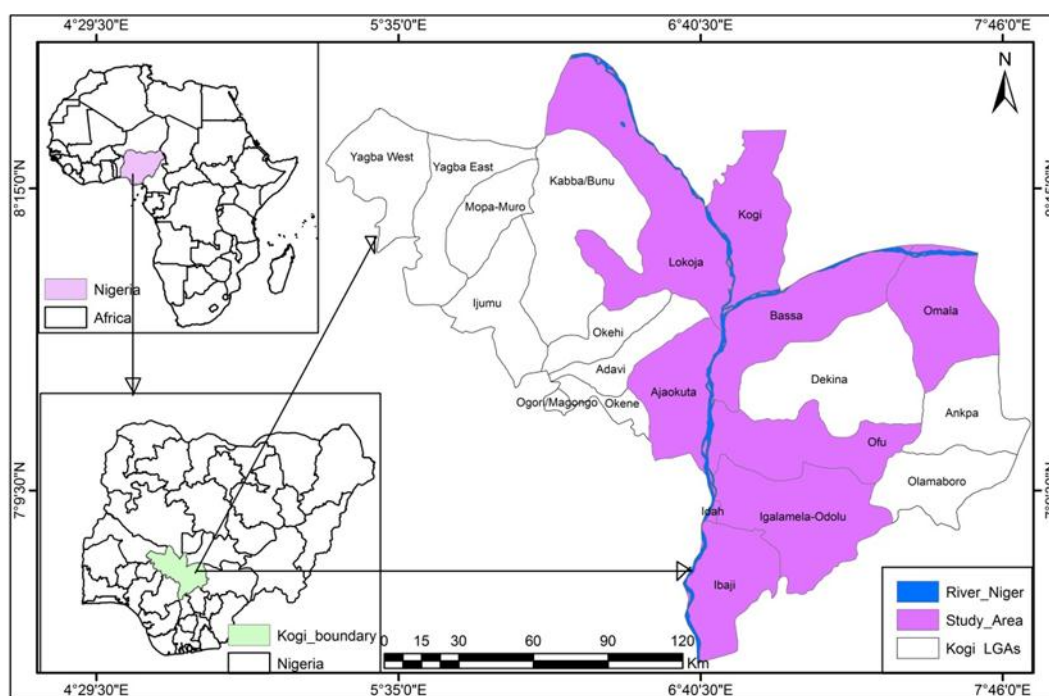 4°29'30"E 5°35'0"E 6°40'30"E 7°46'0"E
8°15'0"N
7°9'30"N
N
Nigeria
Africa
Kogi_boundary
Nigeria
Yagba West
Yagba East
Mopa-Muro
Kabba/Bunu
Kogi
Lokoja
Ijumu
Okehi
Adavi
Ogori/Magongo
Okene
Ajaokuta
Bassa
Omala
Dekina
Ankpa
Ofu
Olamaboro
Idah
Igalamela-Odolu
Ibaji
0 15 30 60 90 120
Km
River_Niger
Study_Area
Kogi LGAs
4°29'30"E 5°35'0"E 6°40'30"E 7°46'0"E